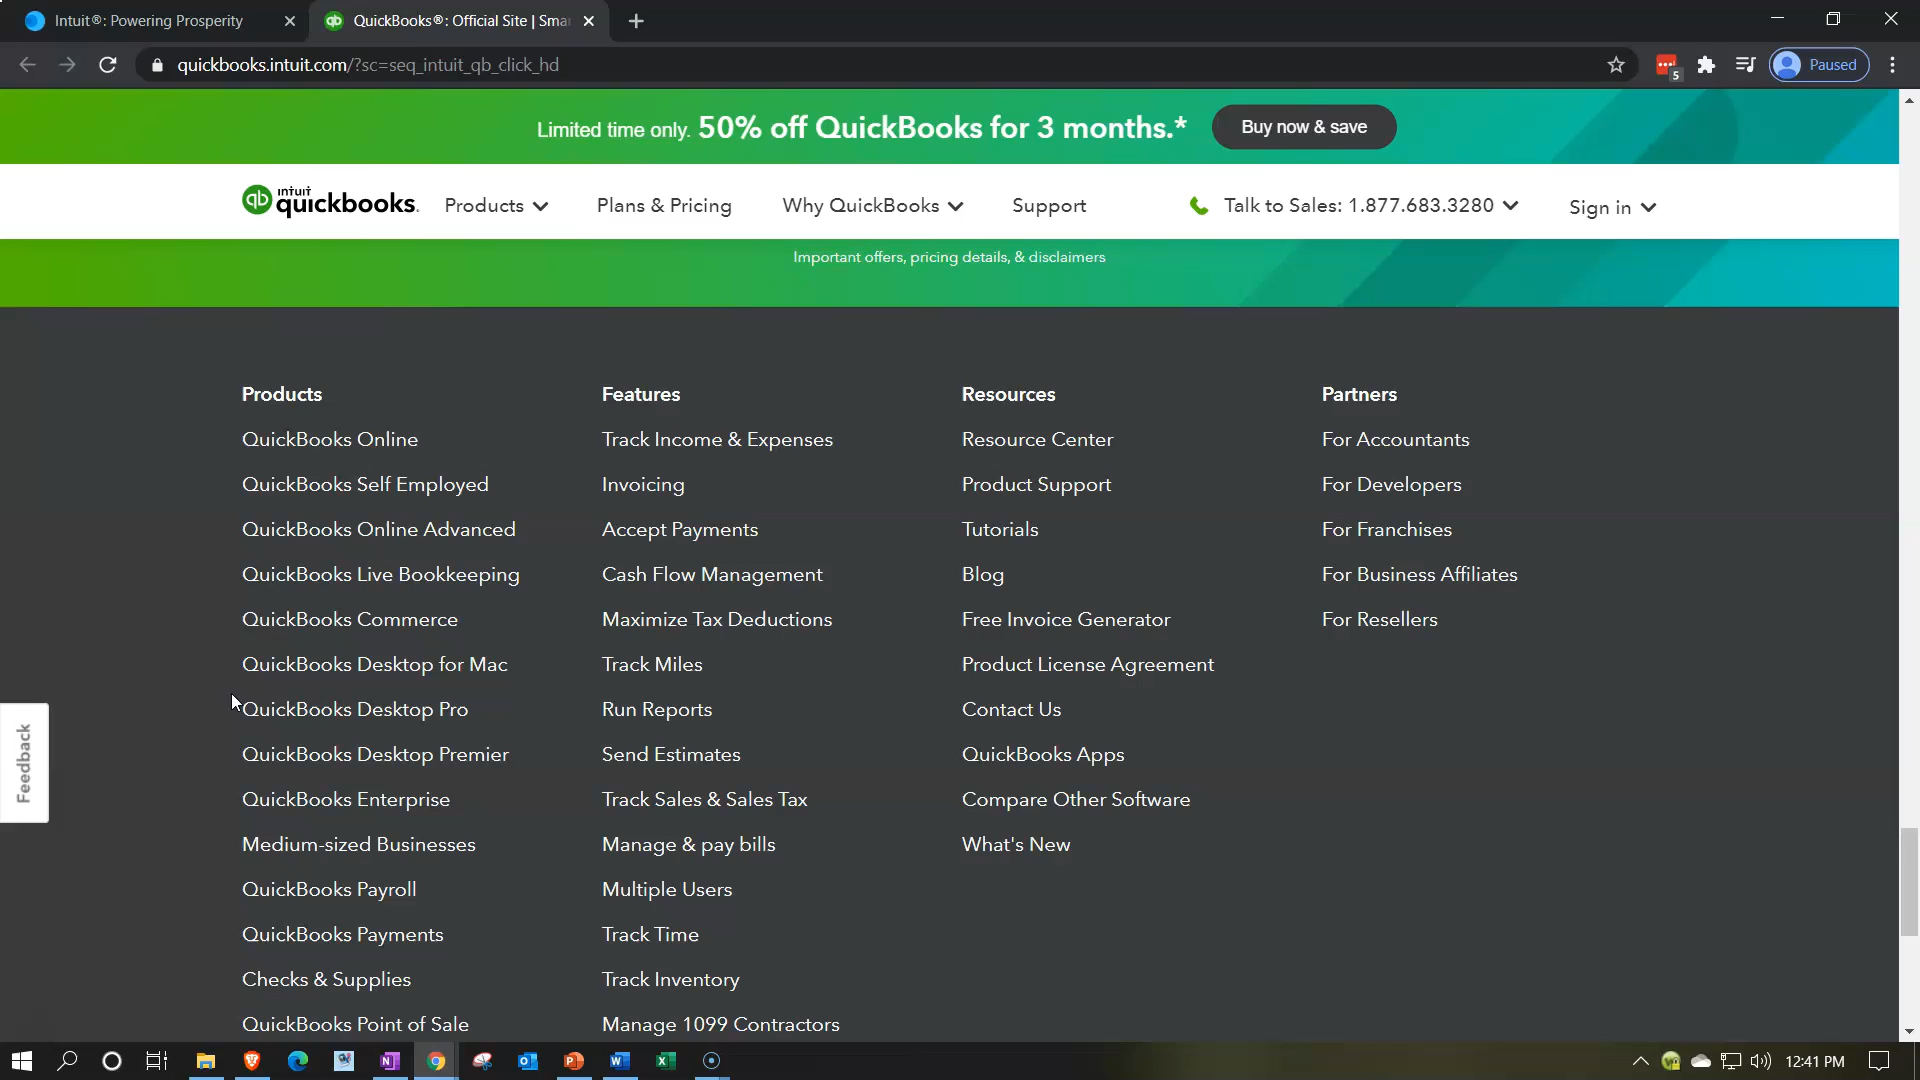 Intuit®: Powering Prosperity
QuickBooks®: Official Site | Sma
quickbooks.intuit.com/?sc=seq_intuit_qb_click_hd
5
Paused
Limited time only. 50% off QuickBooks for 3 months.*
Buy now & save
qb
intuit
quickbooks.
Products
Plans & Pricing
Why QuickBooks
Support
Talk to Sales: 1.877.683.3280
Sign in
Important offers, pricing details, & disclaimers
Products
QuickBooks Online
QuickBooks Self Employed
QuickBooks Online Advanced
QuickBooks Live Bookkeeping
QuickBooks Commerce
QuickBooks Desktop for Mac
QuickBooks Desktop Pro
QuickBooks Desktop Premier
QuickBooks Enterprise
Medium-sized Businesses
QuickBooks Payroll
QuickBooks Payments
Checks & Supplies
QuickBooks Point of Sale
Features
Track Income & Expenses
Invoicing
Accept Payments
Cash Flow Management
Maximize Tax Deductions
Track Miles
Run Reports
Send Estimates
Track Sales & Sales Tax
Manage & pay bills
Multiple Users
Track Time
Track Inventory
Manage 1099 Contractors
Resources
Resource Center
Product Support
Tutorials
Blog
Free Invoice Generator
Product License Agreement
Contact Us
QuickBooks Apps
Compare Other Software
What's New
Partners
For Accountants
For Developers
For Franchises
For Business Affiliates
For Resellers
Feedback
12:41 PM